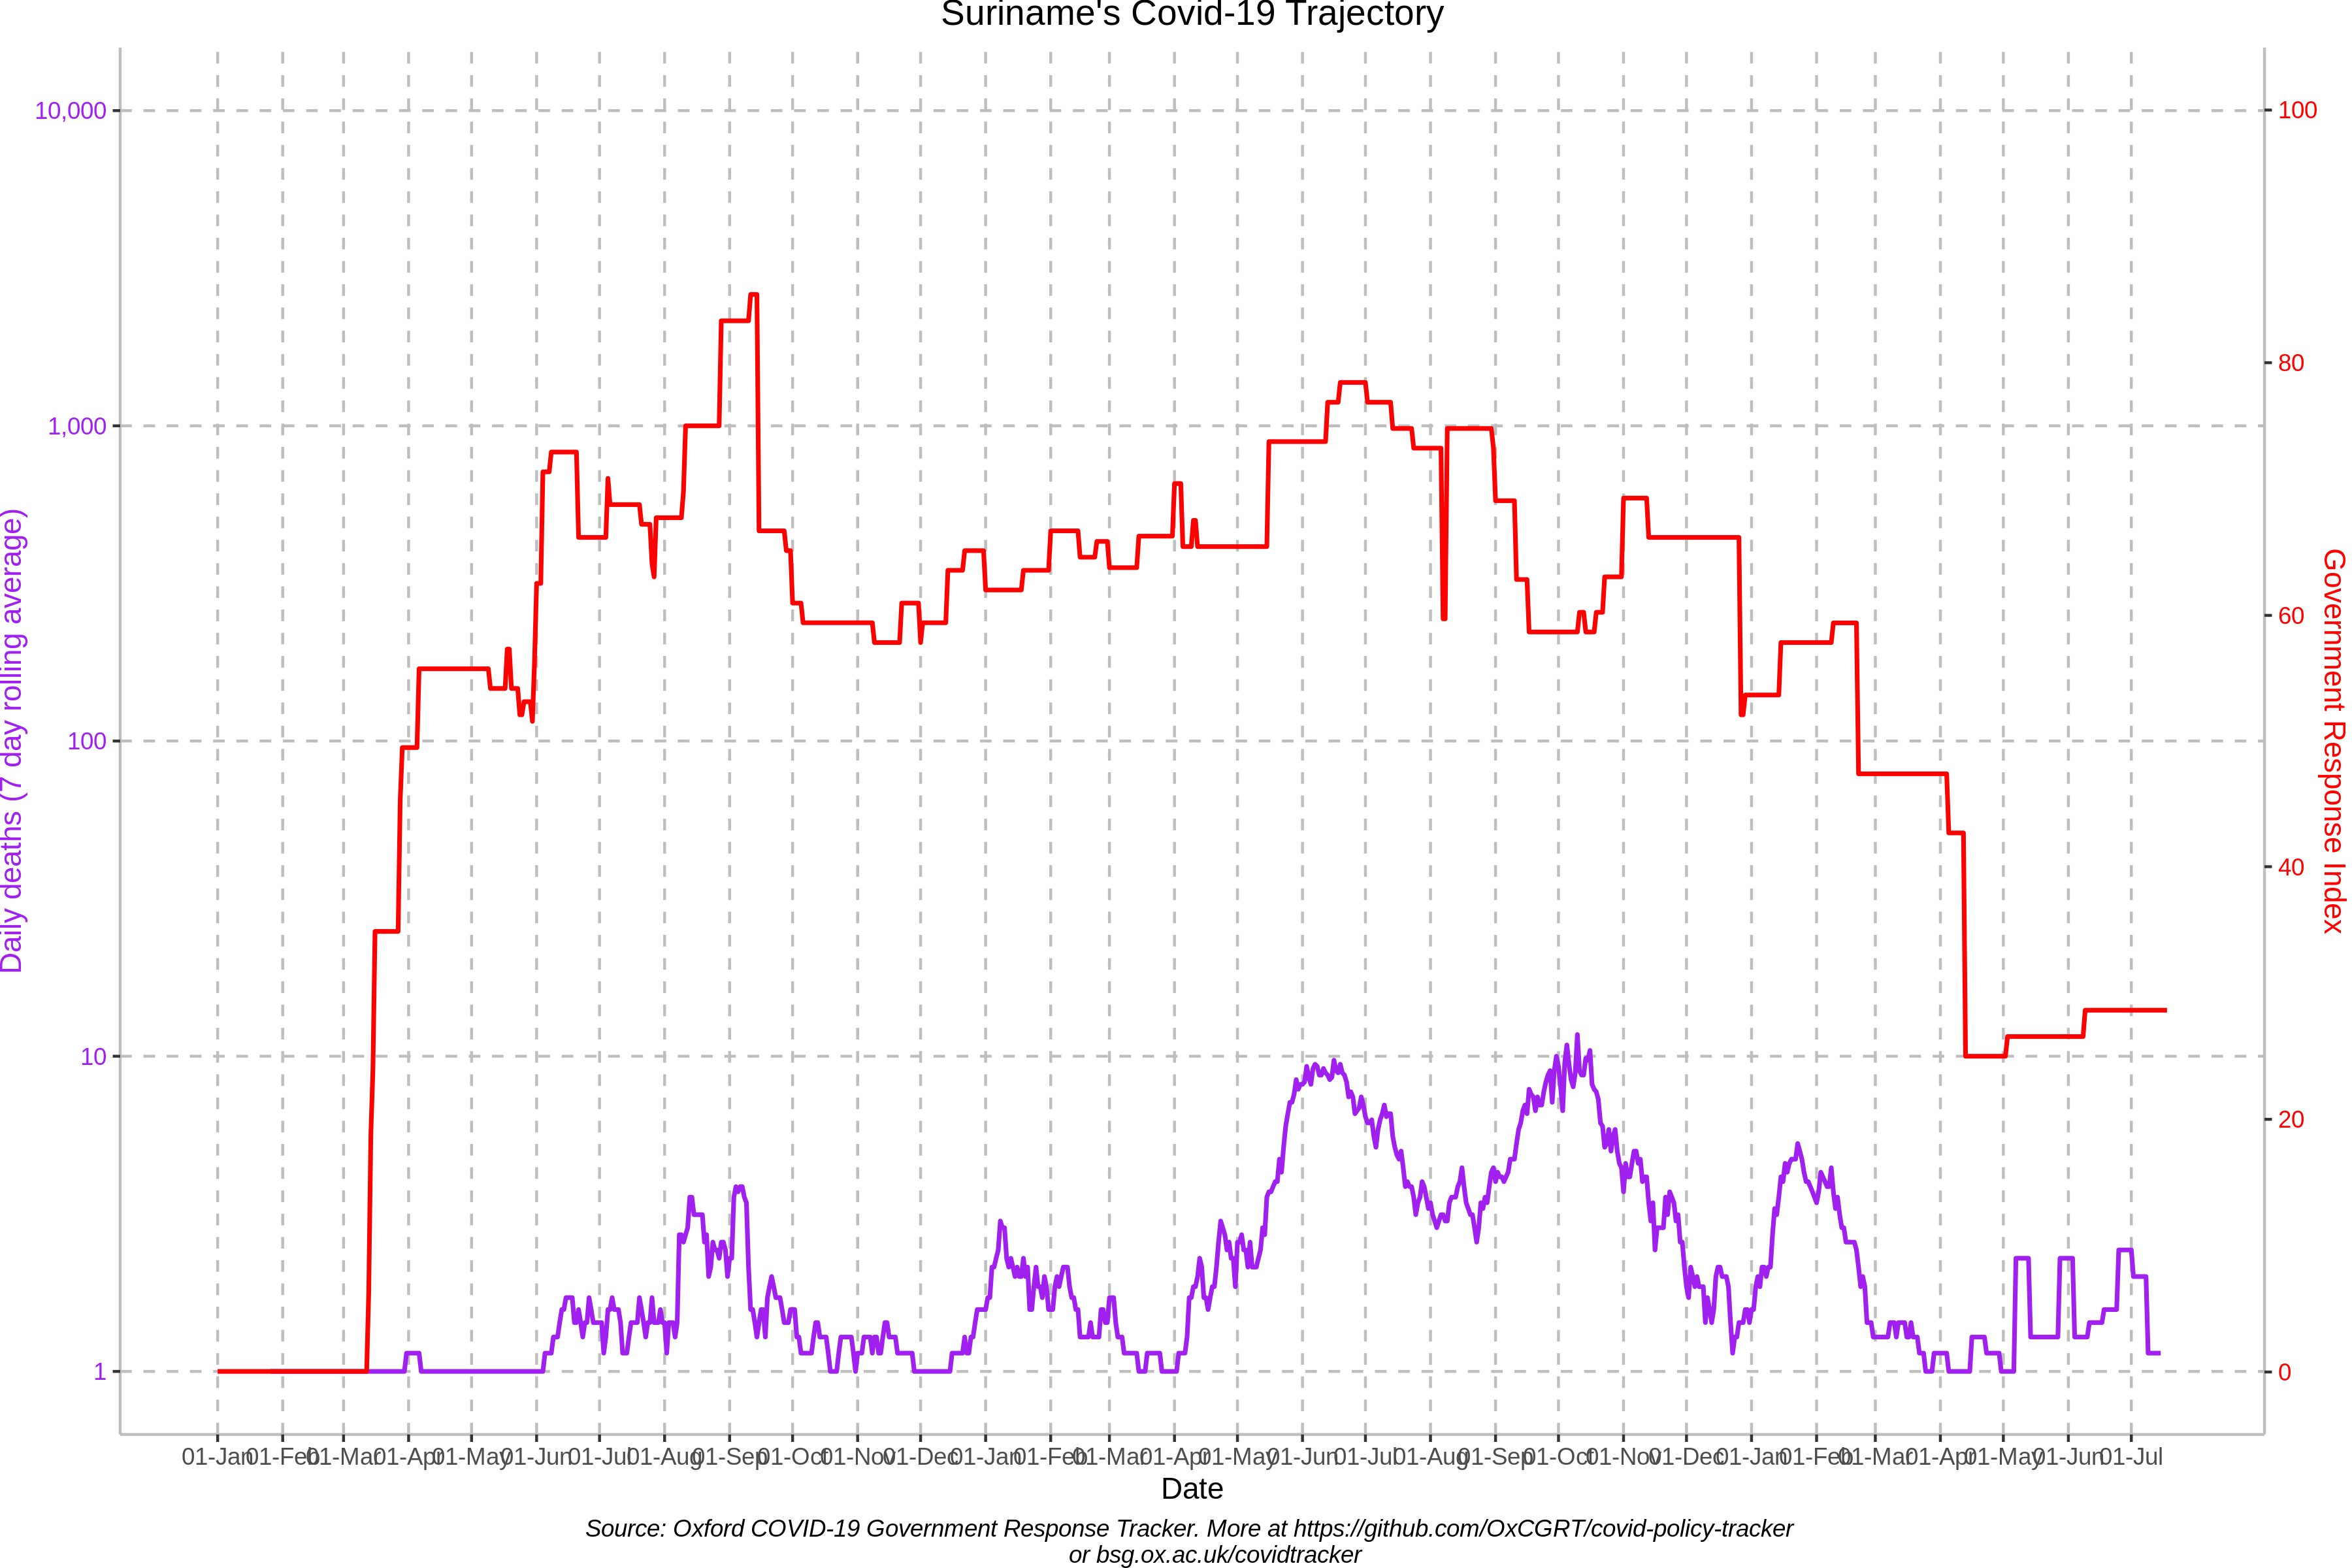 Suriname's Covid-19 Trajectory
10,000
1,000
100
10
1
Daily deaths (7 day rolling average)
100
80
60
40
20
0
Government Response Index
01-Jan 01-Feb 01-Mar 01-Apr 01-May 01-Jun 01-Jul 01-Aug 01-Sep 01-Oct 01-Nov 01-Dec 01-Jan 01-Feb 01-Mar 01-Apr 01-May 01-Jun 01-Jul 01-Aug 01-Sep 01-Oct 01-Nov 01-Dec 01-Jan 01-Feb 01-Mar 01-Apr 01-May 01-Jun 01-Jul
Date
Source: Oxford COVID-19 Government Response Tracker. More at https://github.com/OxCGRT/covid-policy-tracker
or bsg.ox.ac.uk/covidtracker